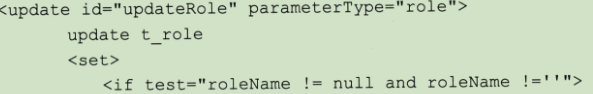 <update id="updateRole" parameterType="role">
update t_role
<set>
<if test="roleName != null and roleName !=''">